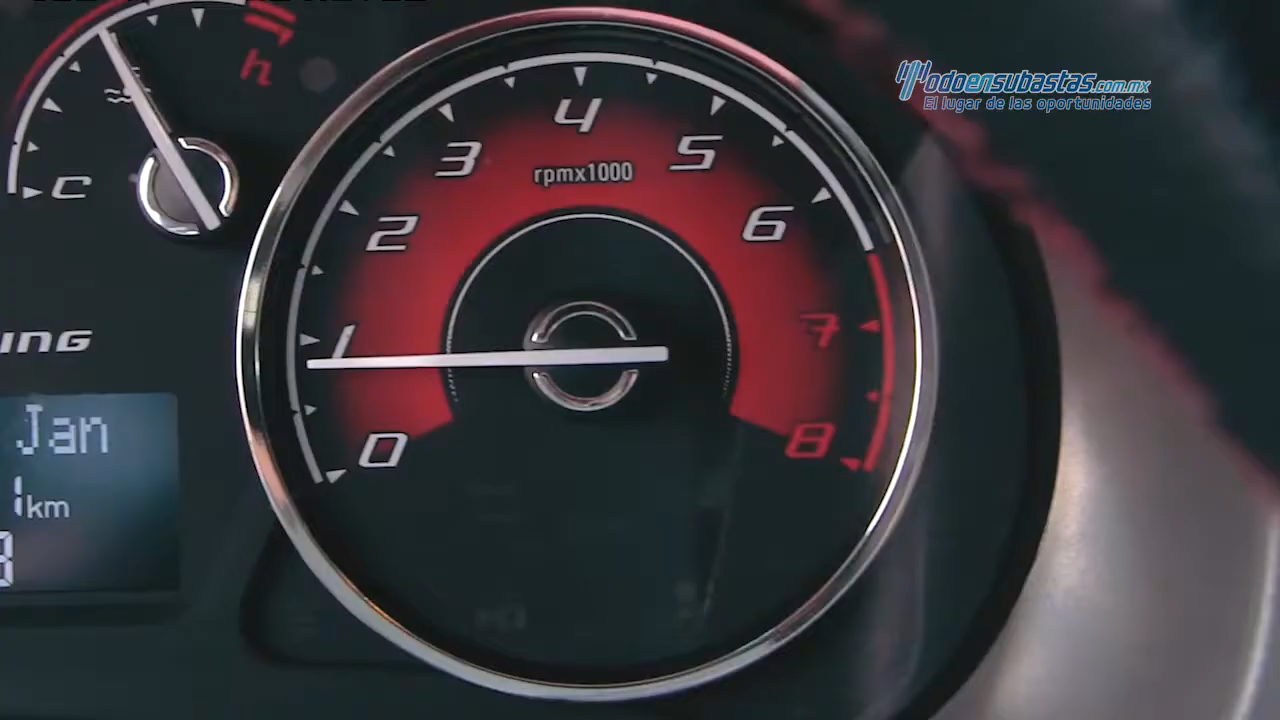 h
odoensubastas.com.mx
El lugar de las oportunidades
C
4
3
5
rpmx1000
2
6
1
7
ING
0
8
Jan
1km